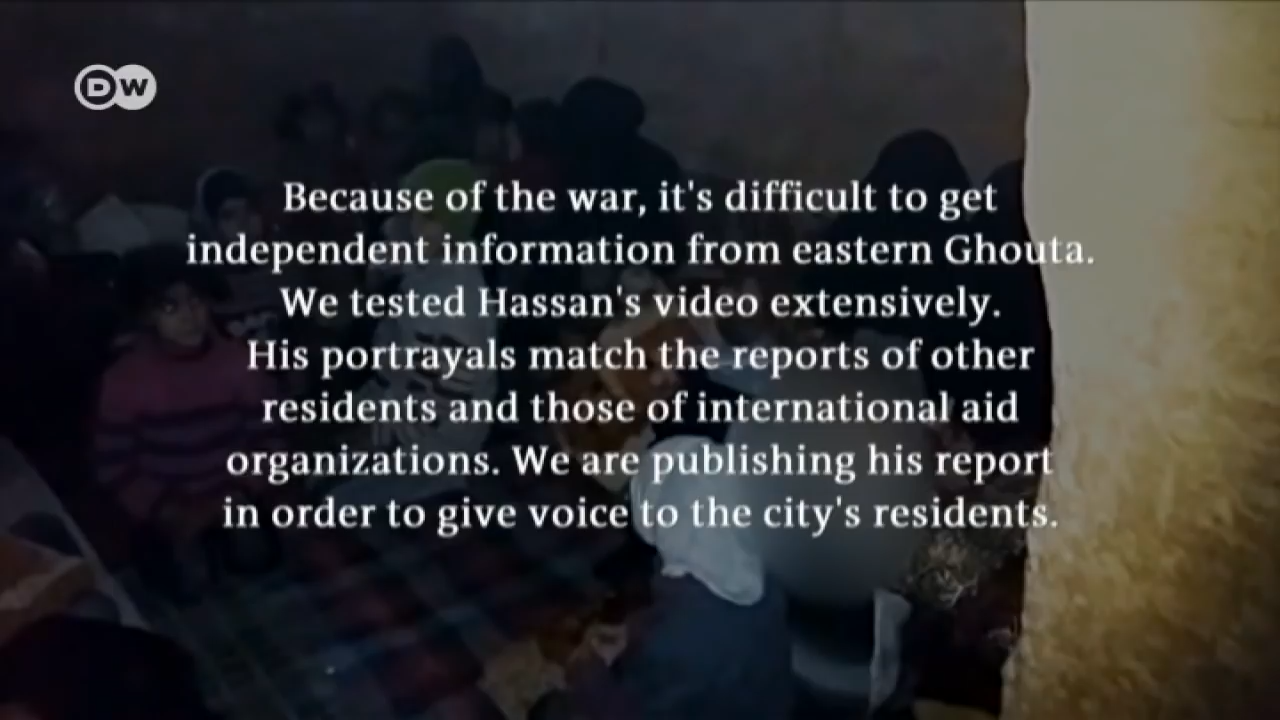 DW
Because of the war, it's difficult to get
independent information from eastern Ghouta.
We tested Hassan's video extensively.
His portrayals match the reports of other
residents and those of international aid
organizations. We are publishing his report
in order to give voice to the city's residents.